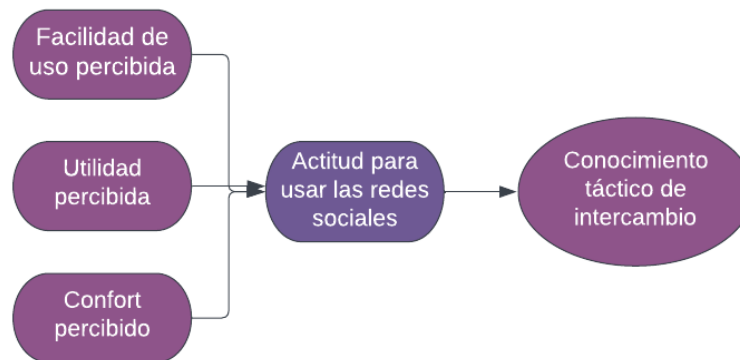 Facilidad de
uso percibida
Utilidad
percibida
Confort
percibido
Actitud para
usar las redes
sociales
Conocimiento
táctico de
intercambio